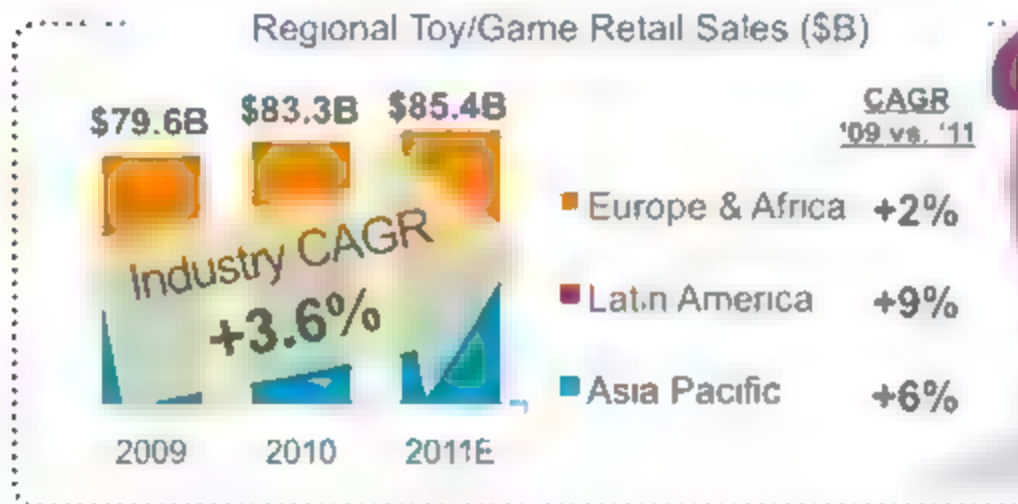 Regional Toy/Game Retail Sales ($B)
$79.6B $83.3B $85.4B
CAGR
'09 vs. '11
Europe & Africa +2%
Industry CAGR
+3.6%
Latin America +9%
Asia Pacific +6%
2009 2010 2011E